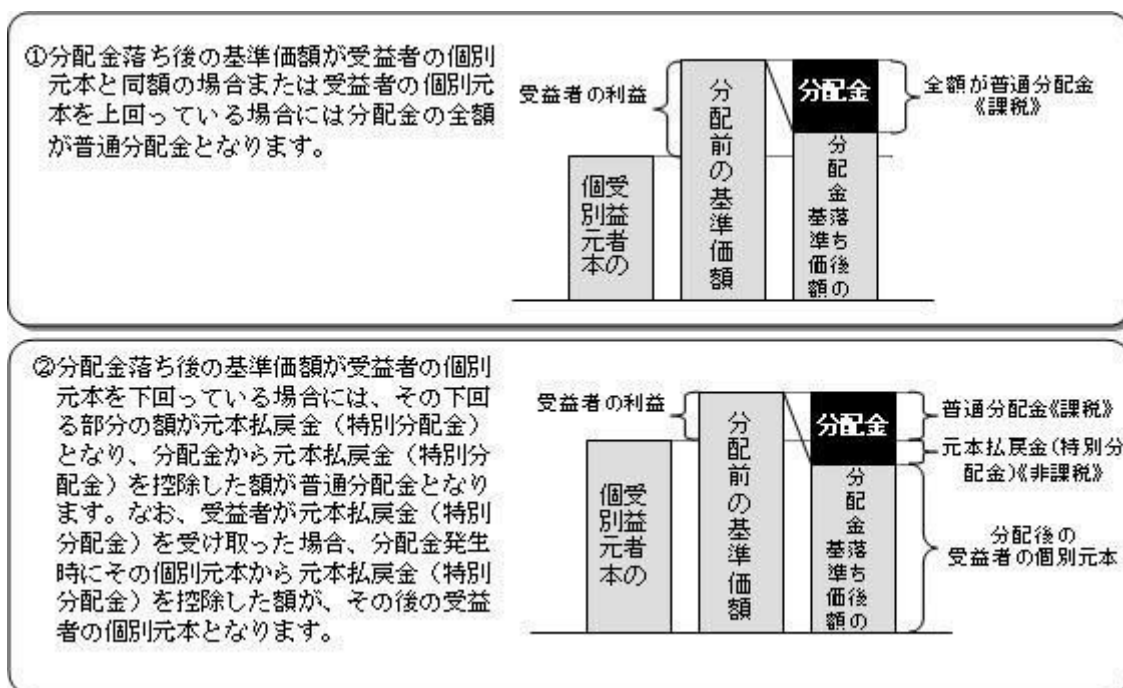 ①分配金落ち後の基準価額が受益者の個別
元本と同額の場合または受益者の個別元
本を上回っている場合には分配金の全額
が普通分配金となります。
受益者の利益
受益者の
個別元本
分配前の基準価額
分配金
分配金落ち後の
基準価額
全額が普通分配金
《課税》
②分配金落ち後の基準価額が受益者の個別
元本を下回っている場合には、その下回
る部分の額が元本払戻金（特別分配金）
となり、分配金から元本払戻金（特別分
配金）を控除した額が普通分配金となり
ます。なお、受益者が元本払戻金（特別
分配金）を受け取った場合、分配金発生
時にその個別元本から元本払戻金（特別
分配金）を控除した額が、その後の受益
者の個別元本となります。
受益者の利益
受益者の
個別元本
分配前の基準価額
分配金
分配金落ち後の
基準価額
普通分配金《課税》
元本払戻金(特別分
配金)《非課税》
分配後の
受益者の個別元本